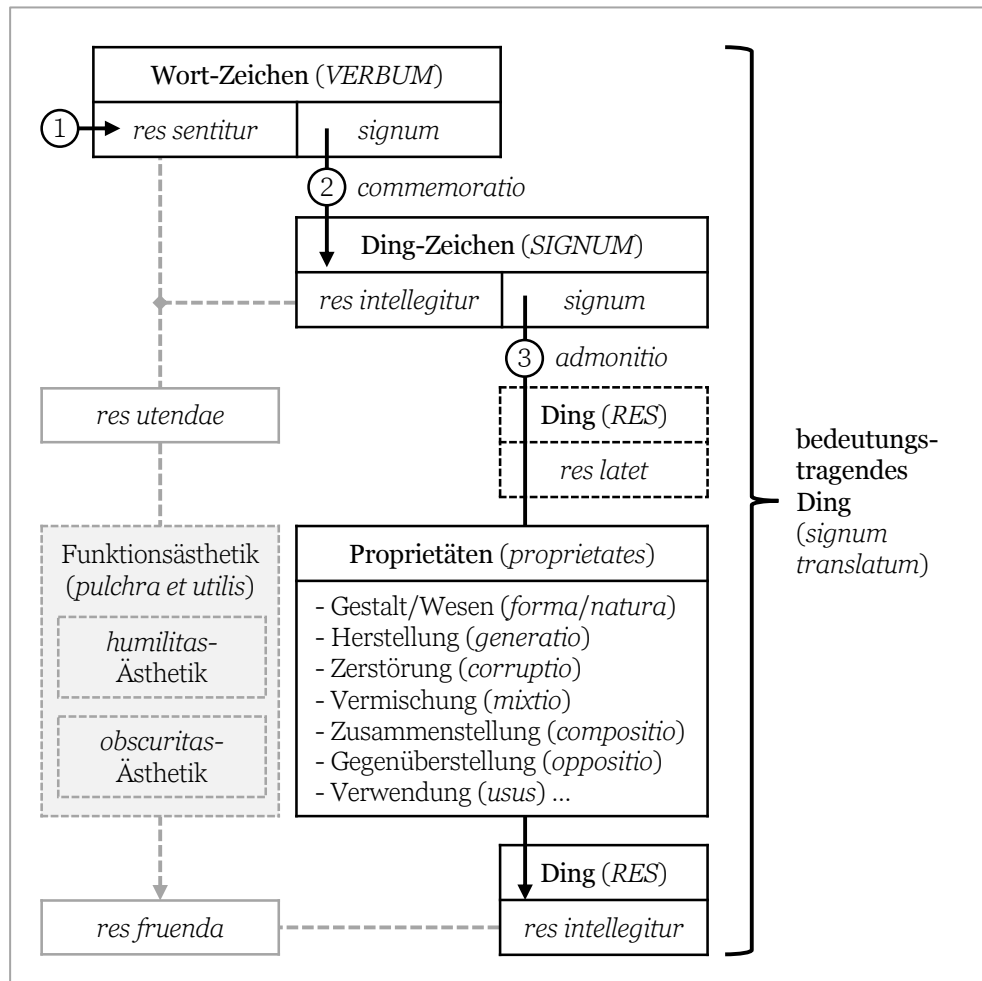 Wort-Zeichen (VERBUM)
1
res sentitur
signum
2
commemoratio
Ding-Zeichen (SIGNUM)
res intellegitur
signum
3
admonitio
res utendae
Ding (RES)
res latet
bedeutungs-
tragendes
Ding
(signum
translatum)
Funktionsästhetik
(pulchra et utilis)
humilitas-
Ästhetik
obscuritas-
Ästhetik
Proprietäten (proprietates)
- Gestalt/Wesen (forma/natura)
- Herstellung (generatio)
- Zerstörung (corruptio)
- Vermischung (mixtio)
- Zusammenstellung (compositio)
- Gegenüberstellung (oppositio)
- Verwendung (usus) ...
Ding (RES)
res fruenda
res intellegitur